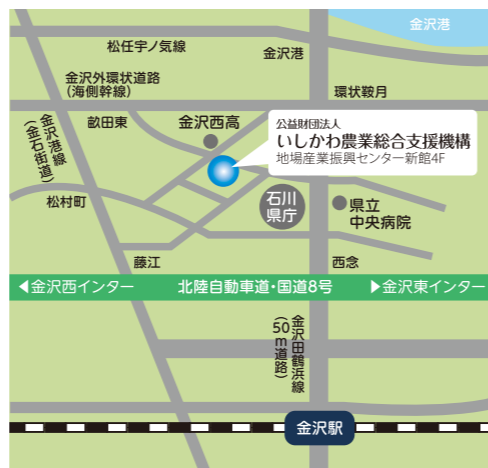 金沢港
松任宇ノ気線
金沢港
金沢外環状道路
(海側幹線)
環状鞍月
畝田東
金沢西高
公益財団法人
いしかわ農業総合支援機構
地場産業振興センター新館4F
金沢港線
(金石街道)
松村町
石川
県庁
県立
中央病院
藤江
西念
◀金沢西インター
北陸自動車道・国道8号
▶金沢東インター
金沢田鶴浜線
(50m道路)
金沢駅